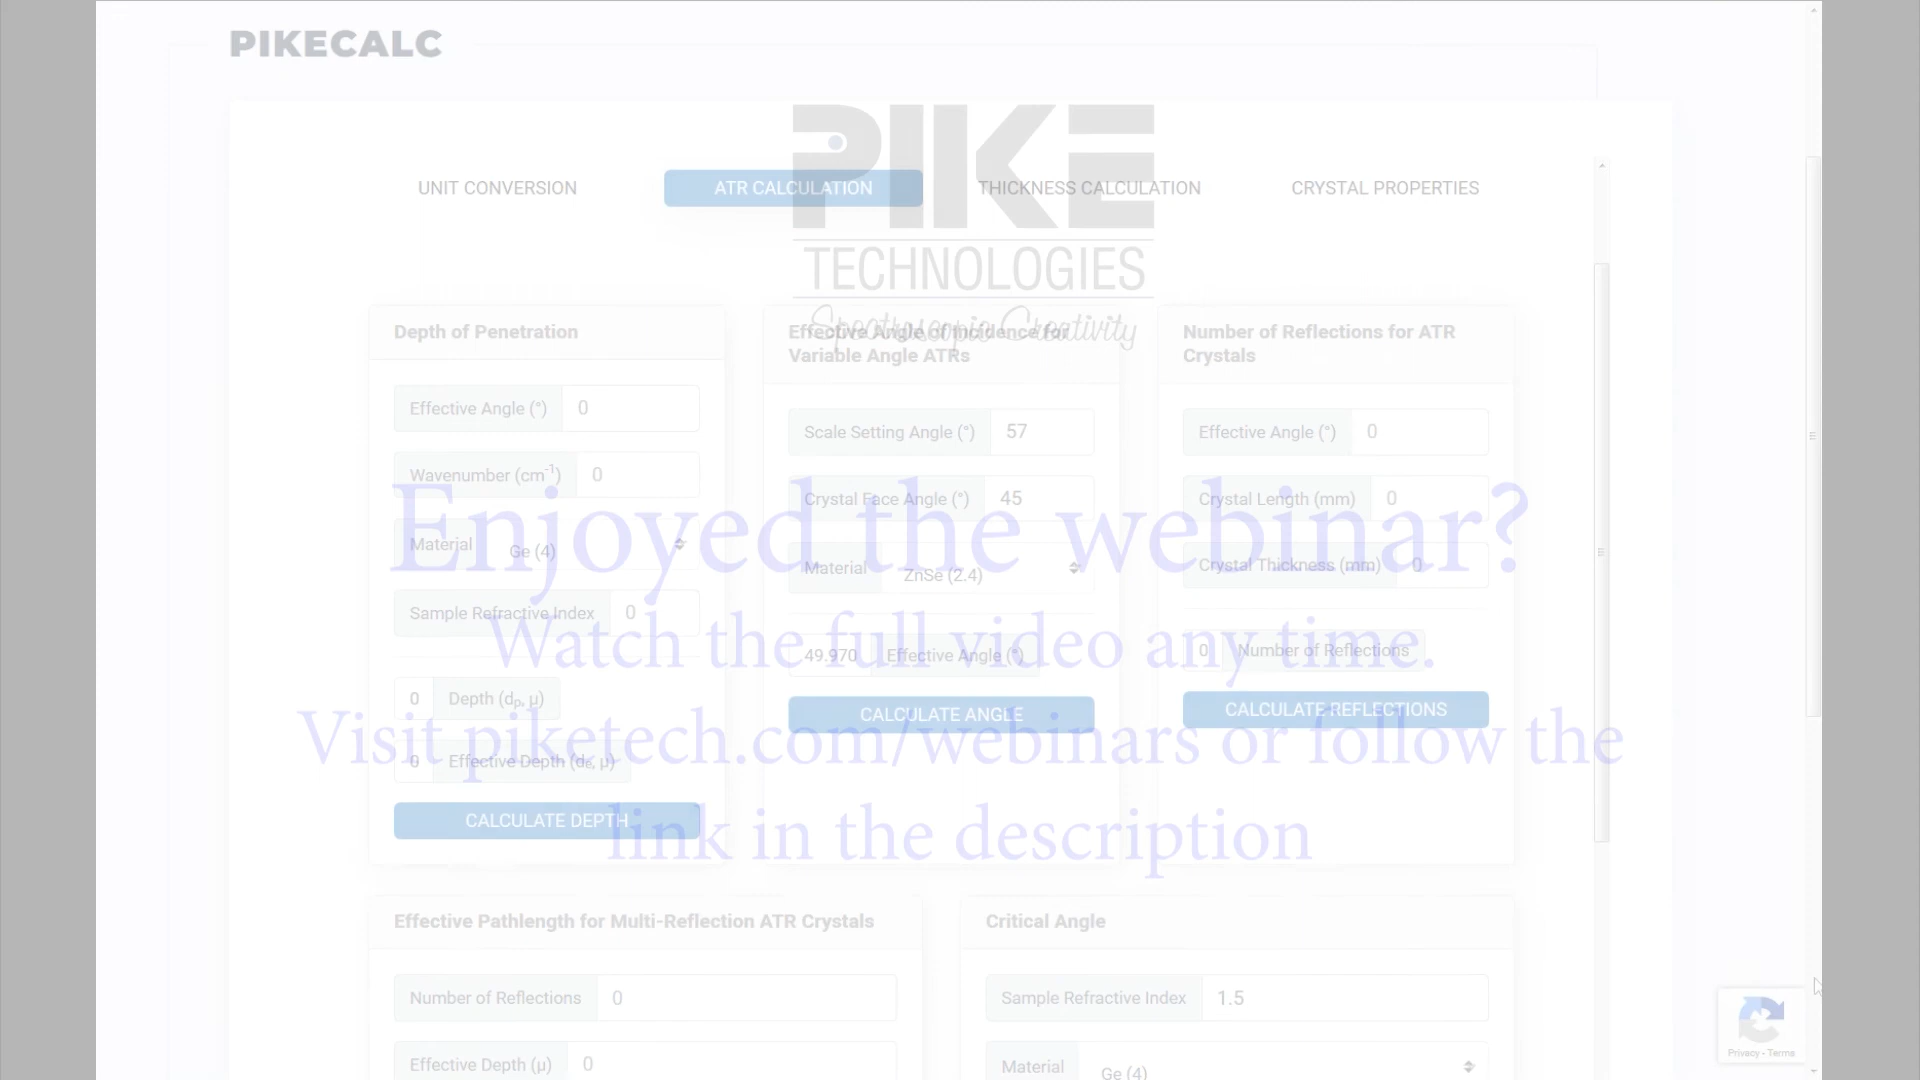 PIKECALC
PIKE
TECHNOLOGIES
Spectroscopic Creativity
UNIT CONVERSION
ATR CALCULATION
THICKNESS CALCULATION
CRYSTAL PROPERTIES
Depth of Penetration
Effective Angle (°) 0
Wavenumber (cm-1) 0
Material Ge (4)
Sample Refractive Index 0
0 Depth (dp, µ)
0 Effective Depth (de, µ)
CALCULATE DEPTH
Effective Angle of Incidence for
Variable Angle ATRs
Scale Setting Angle (°) 57
Crystal Face Angle (°) 45
Material ZnSe (2.4)
49.970 Effective Angle (°)
CALCULATE ANGLE
Number of Reflections for ATR
Crystals
Effective Angle (°) 0
Crystal Length (mm) 0
Crystal Thickness (mm) 0
0 Number of Reflections
CALCULATE REFLECTIONS
Enjoyed the webinar?
Watch the full video any time.
Visit piketech.com/webinars or follow the
link in the description
Effective Pathlength for Multi-Reflection ATR Crystals
Number of Reflections 0
Effective Depth (µ) 0
Critical Angle
Sample Refractive Index 1.5
Material Ge (4)
Privacy - Terms